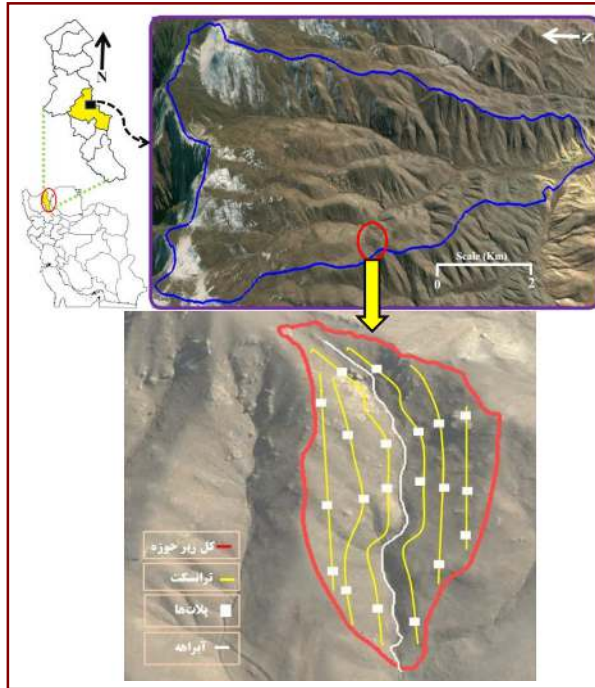 N
Z
Scale (Km)
0 2
کل زیر حوزه
ترانسکت
پلات‌ها
آبراهه